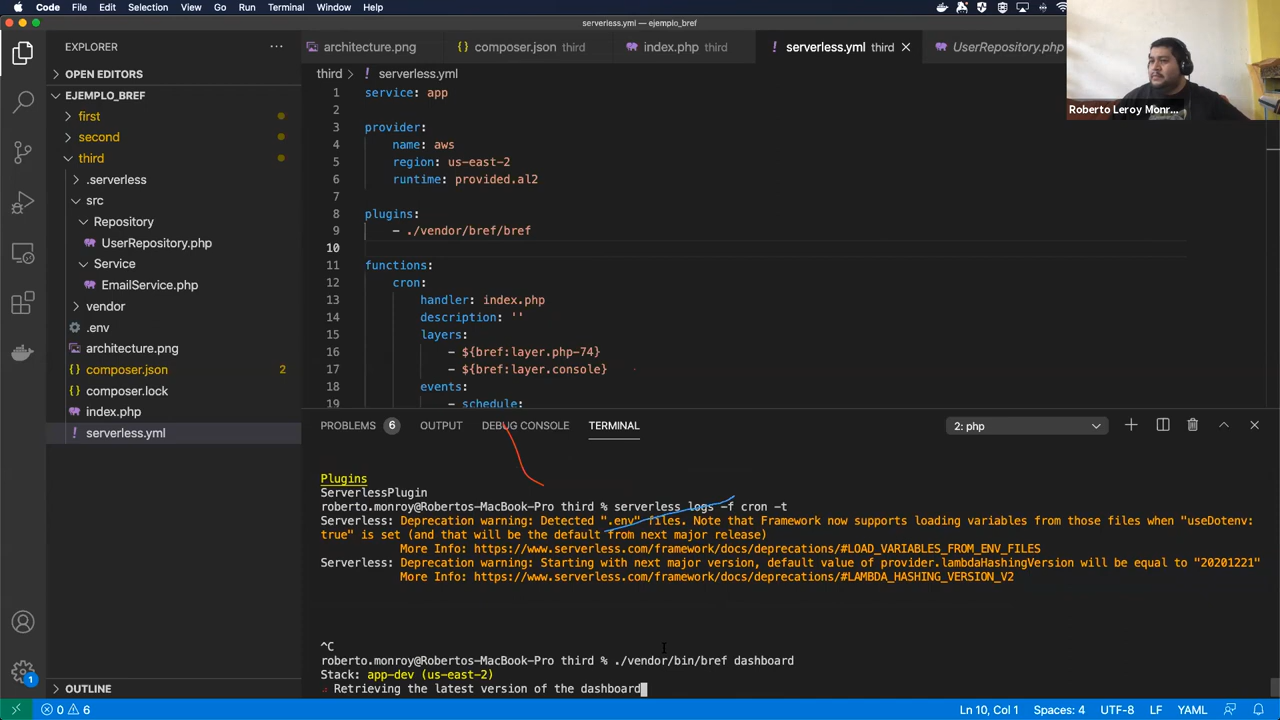 Code File Edit Selection View Go Run Terminal Window Help
serverless.yml — ejemplo_bref
Roberto Leroy Monr...
EXPLORER
OPEN EDITORS
EJEMPLO_BREF
first
second
third
.serverless
src
Repository
UserRepository.php
Service
EmailService.php
vendor
.env
architecture.png
composer.json 2
composer.lock
index.php
serverless.yml
OUTLINE
architecture.png composer.json third index.php third serverless.yml third UserRepository.php
third serverless.yml
1 service: app
2
3 provider:
4 name: aws
5 region: us-east-2
6 runtime: provided.al2
7
8 plugins:
9 - ./vendor/bref/bref
10
11 functions:
12 cron:
13 handler: index.php
14 description: ''
15 layers:
16 - ${bref:layer.php-74}
17 - ${bref:layer.console}
18 events:
19 - schedule:
PROBLEMS 6 OUTPUT DEBUG CONSOLE TERMINAL 2: php
Plugins
ServerlessPlugin
roberto.monroy@Robertos-MacBook-Pro third % serverless logs -f cron -t
Serverless: Deprecation warning: Detected ".env" files. Note that Framework now supports loading variables from those files when "useDotenv:
true" is set (and that will be the default from next major release)
More Info: https://www.serverless.com/framework/docs/deprecations/#LOAD_VARIABLES_FROM_ENV_FILES
Serverless: Deprecation warning: Starting with next major version, default value of provider.lambdaHashingVersion will be equal to "20201221"
More Info: https://www.serverless.com/framework/docs/deprecations/#LAMBDA_HASHING_VERSION_V2
^C
roberto.monroy@Robertos-MacBook-Pro third % ./vendor/bin/bref dashboard
Stack: app-dev (us-east-2)
Retrieving the latest version of the dashboard
1
0 6 Ln 10, Col 1 Spaces: 4 UTF-8 LF YAML